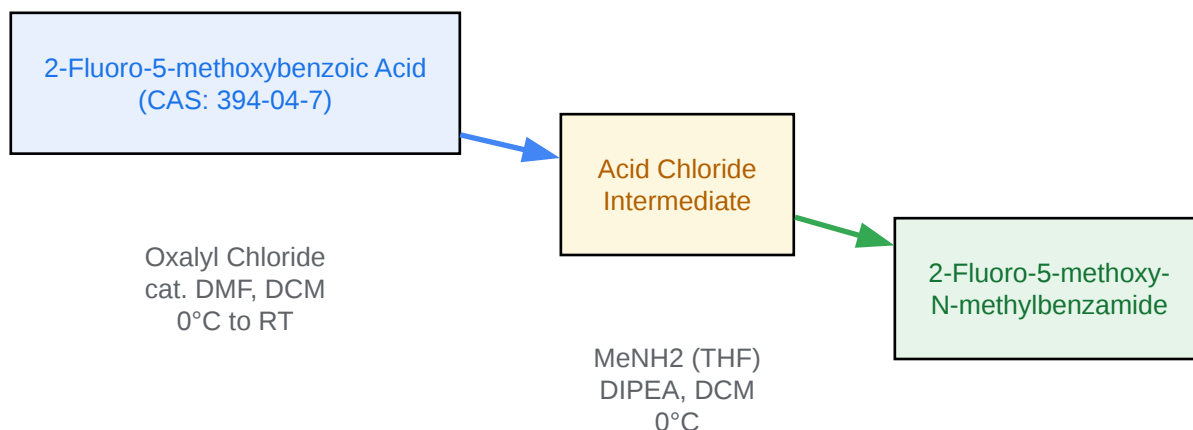 2-Fluoro-5-methoxybenzoic Acid
(CAS: 394-04-7)
Oxalyl Chloride
cat. DMF, DCM
0°C to RT
Acid Chloride
Intermediate
MeNH2 (THF)
DIPEA, DCM
0°C
2-Fluoro-5-methoxy-
N-methylbenzamide